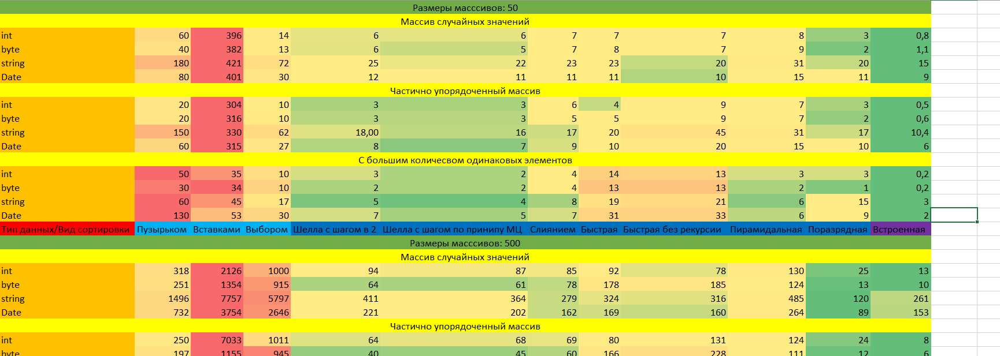 Размеры масссивов: 50
Массив случайных значений
int 60 396 14 6 6 7 7 7 8 3 0,8
byte 40 382 13 6 5 7 8 7 9 2 1,1
string 180 421 72 25 22 23 23 20 31 20 15
Date 80 401 30 12 11 11 11 10 15 11 9
Частично упорядоченный массив
int 20 304 10 3 3 6 4 9 7 3 0,5
byte 20 316 10 3 3 5 5 9 7 2 0,6
string 150 330 62 18,00 16 17 20 45 31 17 10,4
Date 60 315 27 8 7 9 10 20 15 10 6
С большим количесвом одинаковых элементов
int 50 35 10 3 2 4 14 13 3 3 0,2
byte 30 34 10 2 2 4 13 13 2 1 0,2
string 60 45 17 5 4 8 19 21 6 15 3
Date 130 53 30 7 5 7 31 33 6 9 2
Тип данных/Вид сортировки Пузырьком Вставками Выбором Шелла с шагом в 2 Шелла с шагом по принипу МЦ Слиянием Быстрая Быстрая без рекурсии Пирамидальная Поразрядная Встроенная
Размеры масссивов: 500
Массив случайных значений
int 318 2126 1000 94 87 85 92 78 130 25 13
byte 251 1354 915 64 61 78 178 185 124 13 10
string 1496 7757 5797 411 364 279 324 316 485 120 261
Date 732 3754 2646 221 202 162 169 160 264 89 153
Частично упорядоченный массив
int 250 7033 1011 64 68 69 80 131 124 24 8
byte 197 1155 945 40 45 60 166 228 111 12 6